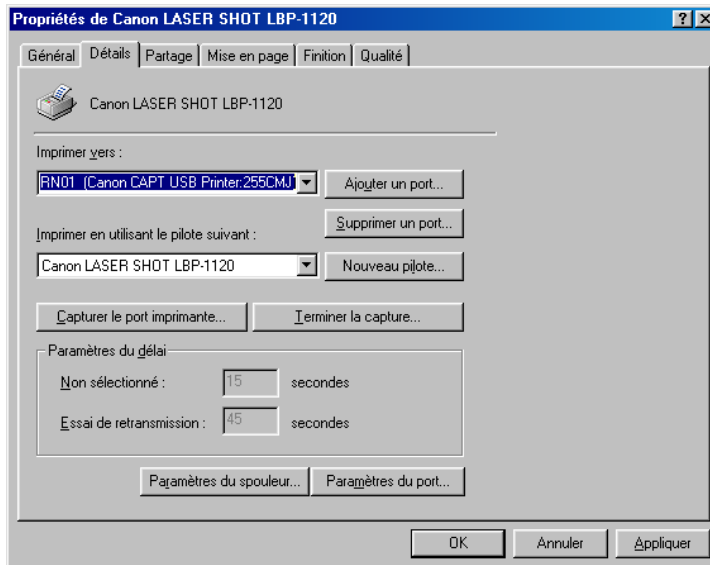 Propriétés de Canon LASER SHOT LBP-1120
Général Détails Partage Mise en page Finition Qualité
Canon LASER SHOT LBP-1120
Imprimer vers :
RN01 (Canon CAPT USB Printer:255CMJ
Ajouter un port...
Supprimer un port...
Imprimer en utilisant le pilote suivant :
Canon LASER SHOT LBP-1120
Nouveau pilote...
Capturer le port imprimante... Terminer la capture...
Paramètres du délai
Non sélectionné : 15 secondes
Essai de retransmission : 45 secondes
Paramètres du spouleur... Paramètres du port...
OK Annuler Appliquer